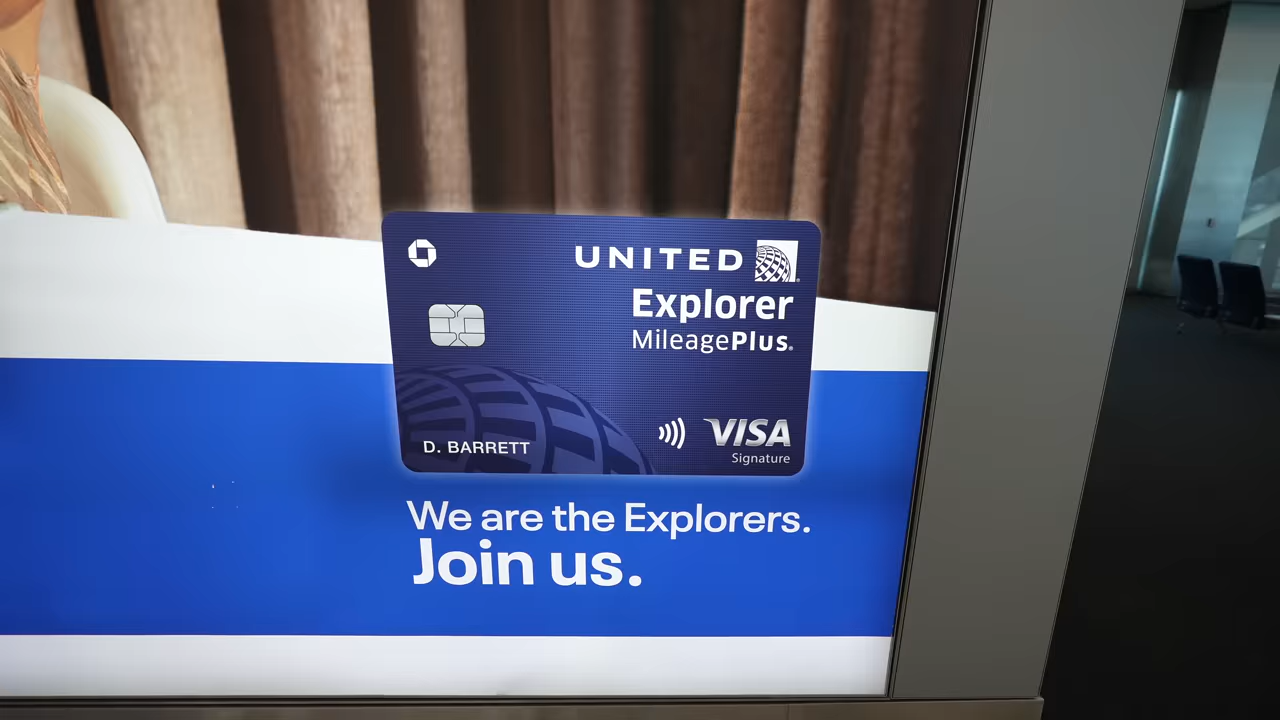 UNITED
Explorer
MileagePlus®
D. BARRETT
VISA
Signature
We are the Explorers.
Join us.